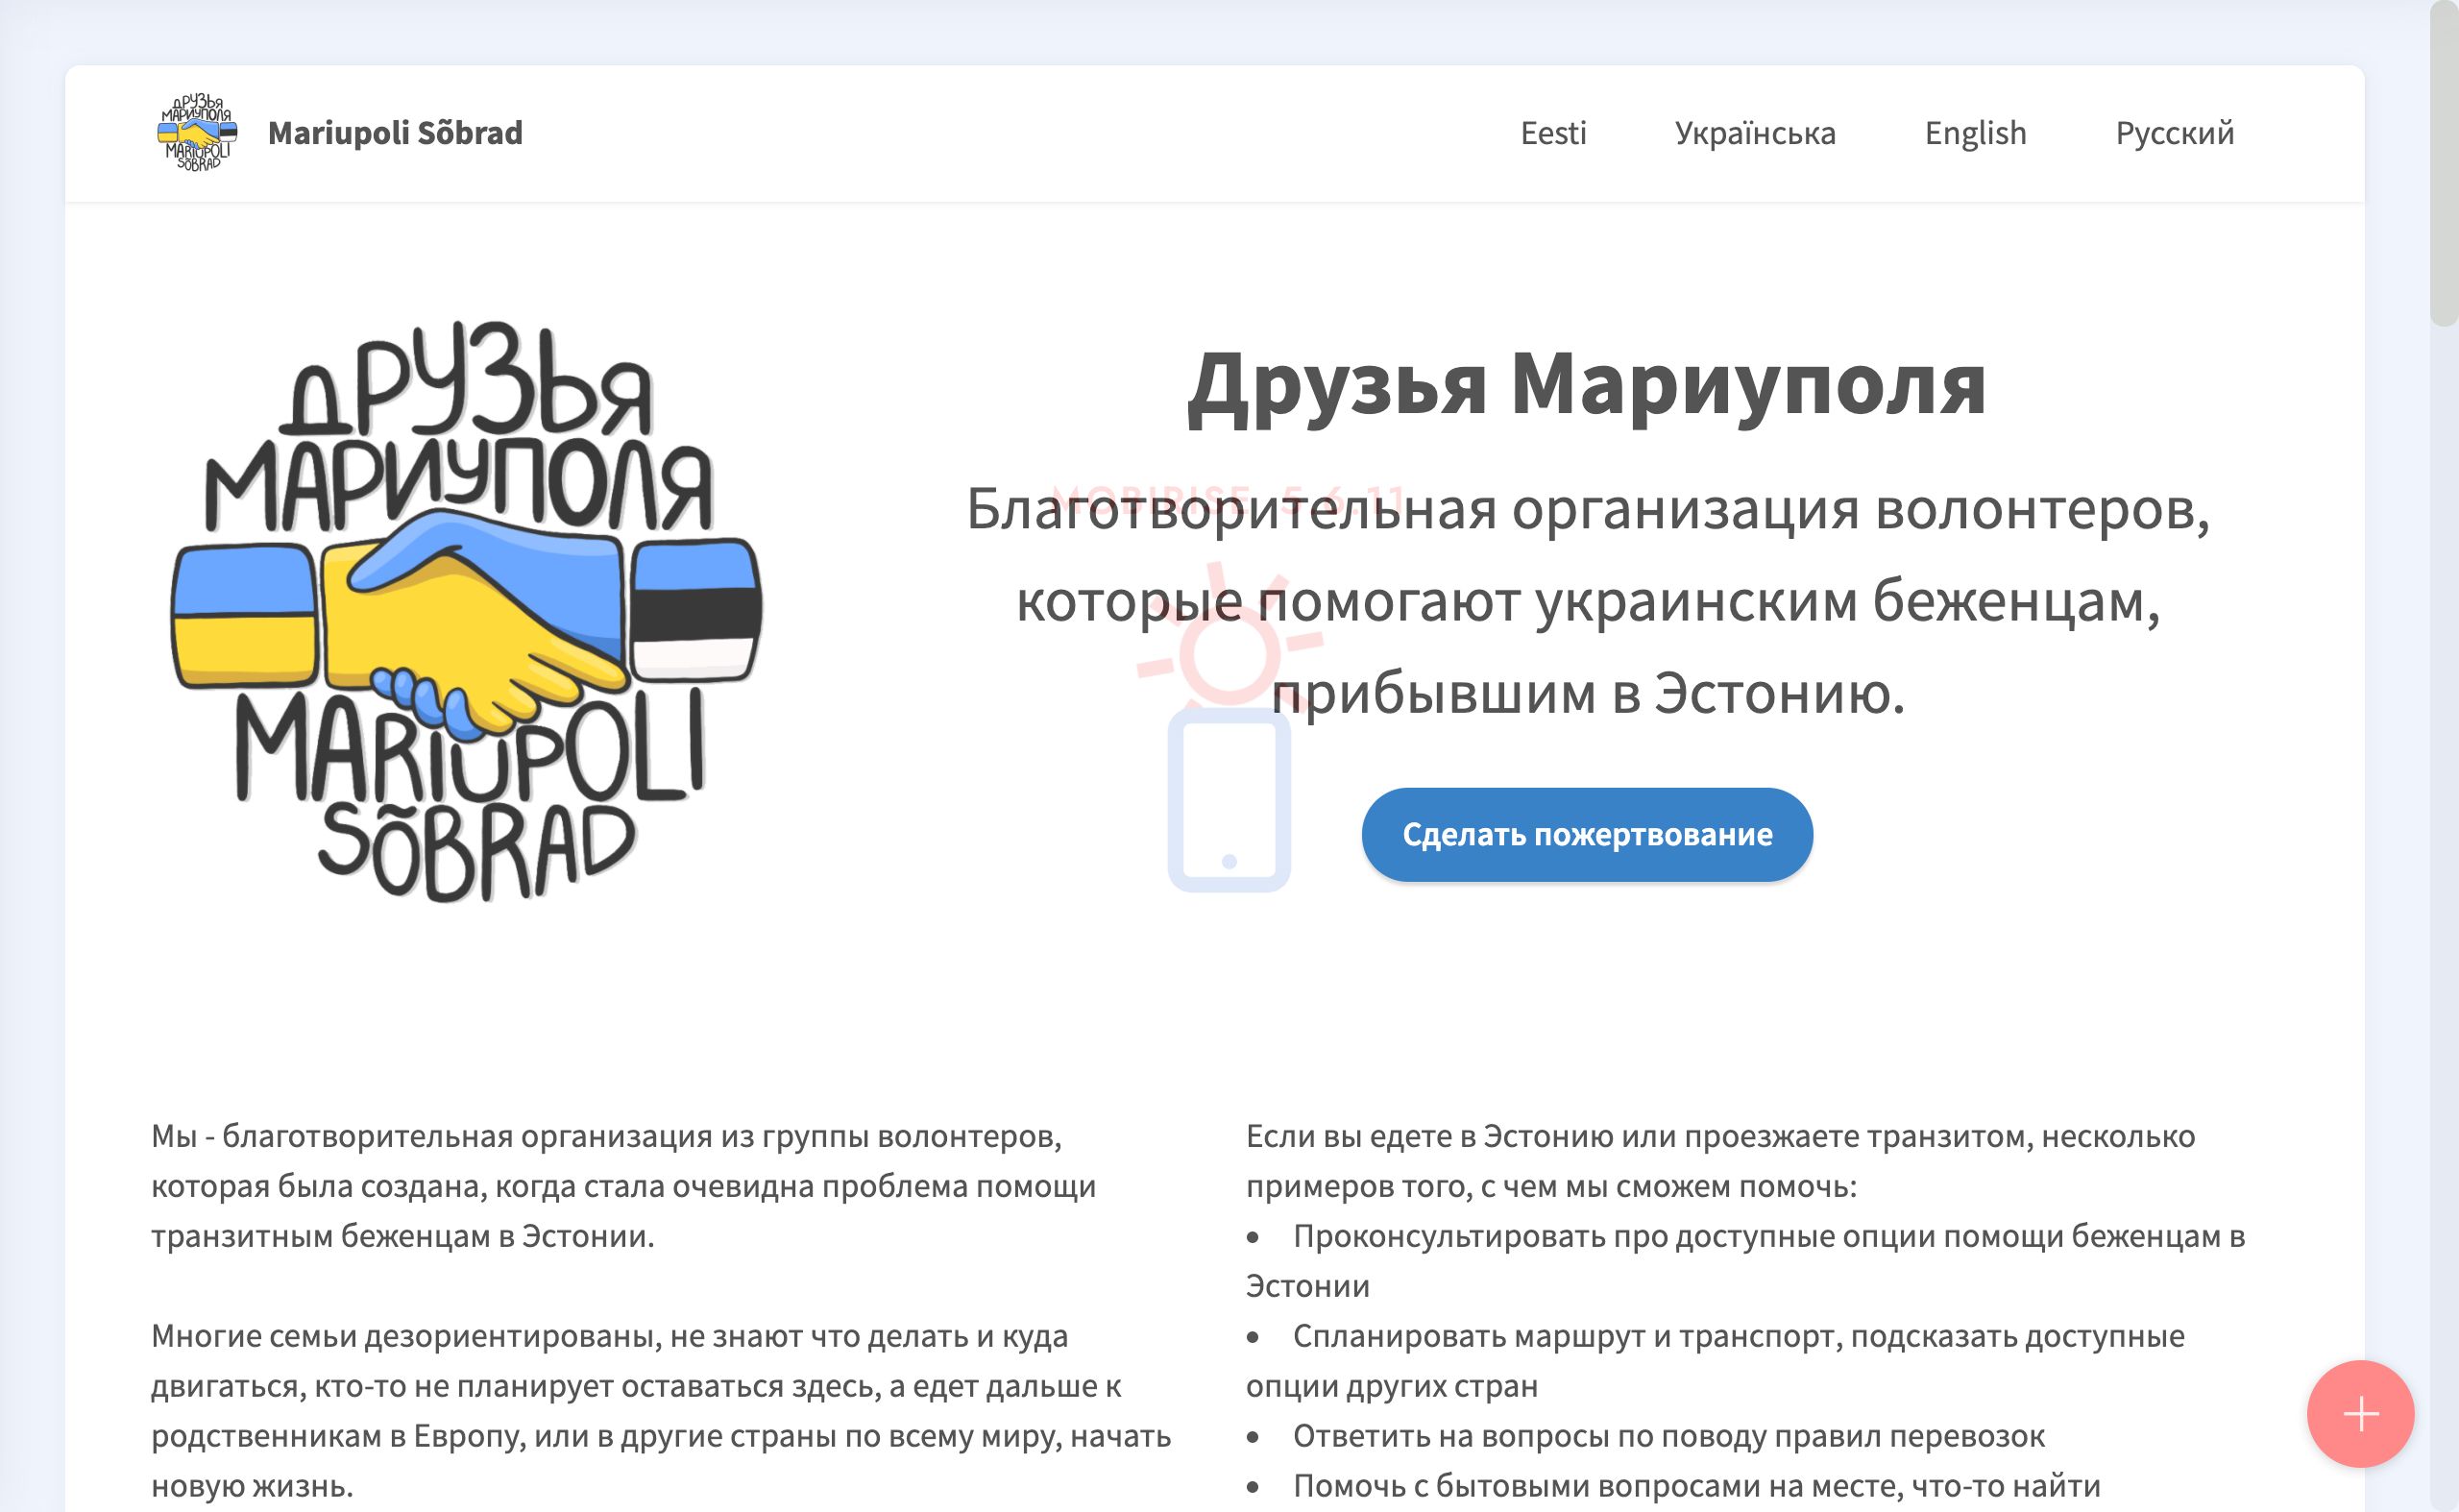 ДРУЗЬЯ
МАРИУПОЛЯ
MARIUPOLI
SÕBRAD
Mariupoli Sõbrad
Eesti
Українська
English
Русский
ДРУЗЬЯ
МАРИУПОЛЯ
MARIUPOLI
SÕBRAD
Друзья Мариуполя
Благотворительная организация волонтеров,
которые помогают украинским беженцам,
прибывшим в Эстонию.
MOBIRISE 5.6.11
Сделать пожертвование
Мы - благотворительная организация из группы волонтеров,
которая была создана, когда стала очевидна проблема помощи
транзитным беженцам в Эстонии.
Многие семьи дезориентированы, не знают что делать и куда
двигаться, кто-то не планирует оставаться здесь, а едет дальше к
родственникам в Европу, или в другие страны по всему миру, начать
новую жизнь.
Если вы едете в Эстонию или проезжаете транзитом, несколько
примеров того, с чем мы сможем помочь:
• Проконсультировать про доступные опции помощи беженцам в
Эстонии
• Спланировать маршрут и транспорт, подсказать доступные
опции других стран
• Ответить на вопросы по поводу правил перевозок
• Помочь с бытовыми вопросами на месте, что-то найти